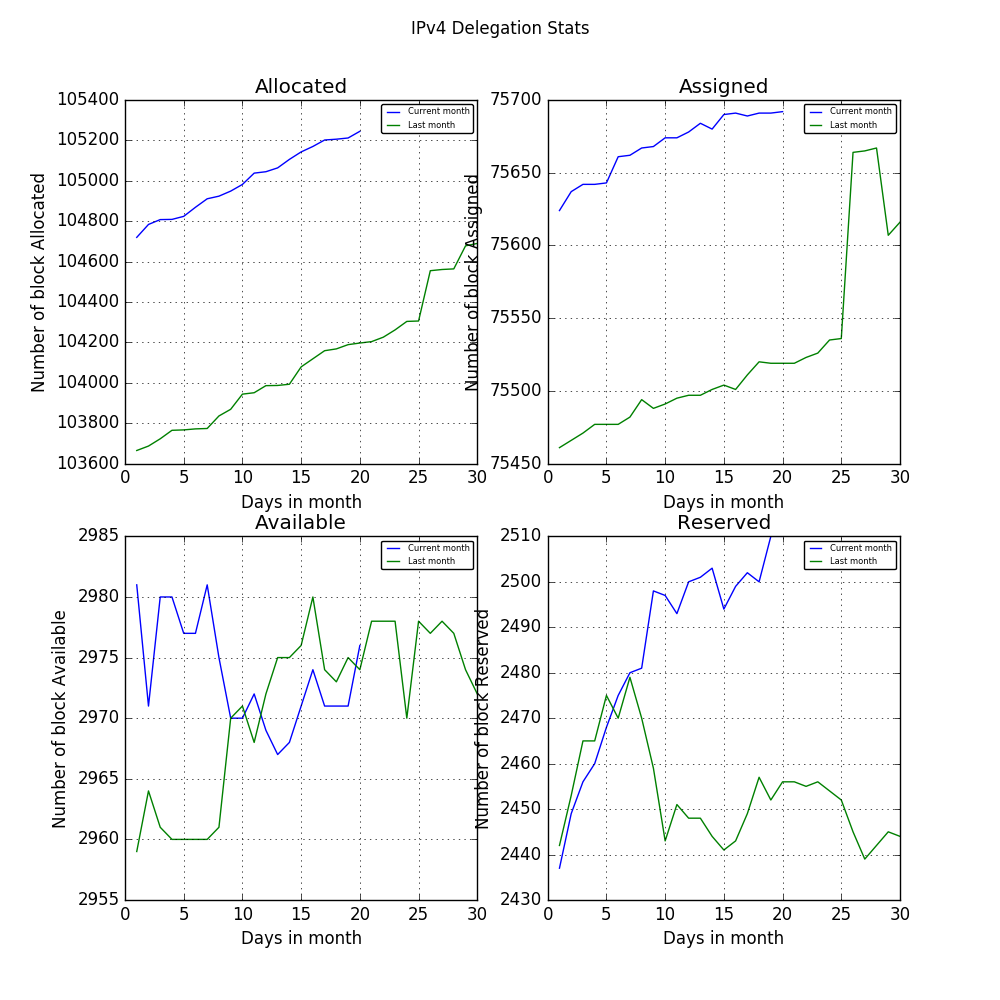 IPv4 Delegation Stats
Allocated
Number of block Allocated
105400
105200
105000
104800
104600
104400
104200
104000
103800
103600
0 5 10 15 20 25 30
Days in month
Current month
Last month
Assigned
Number of block Assigned
75700
75650
75600
75550
75500
75450
0 5 10 15 20 25 30
Days in month
Current month
Last month
Available
Number of block Available
2985
2980
2975
2970
2965
2960
2955
0 5 10 15 20 25 30
Days in month
Current month
Last month
Reserved
Number of block Reserved
2510
2500
2490
2480
2470
2460
2450
2440
2430
0 5 10 15 20 25 30
Days in month
Current month
Last month